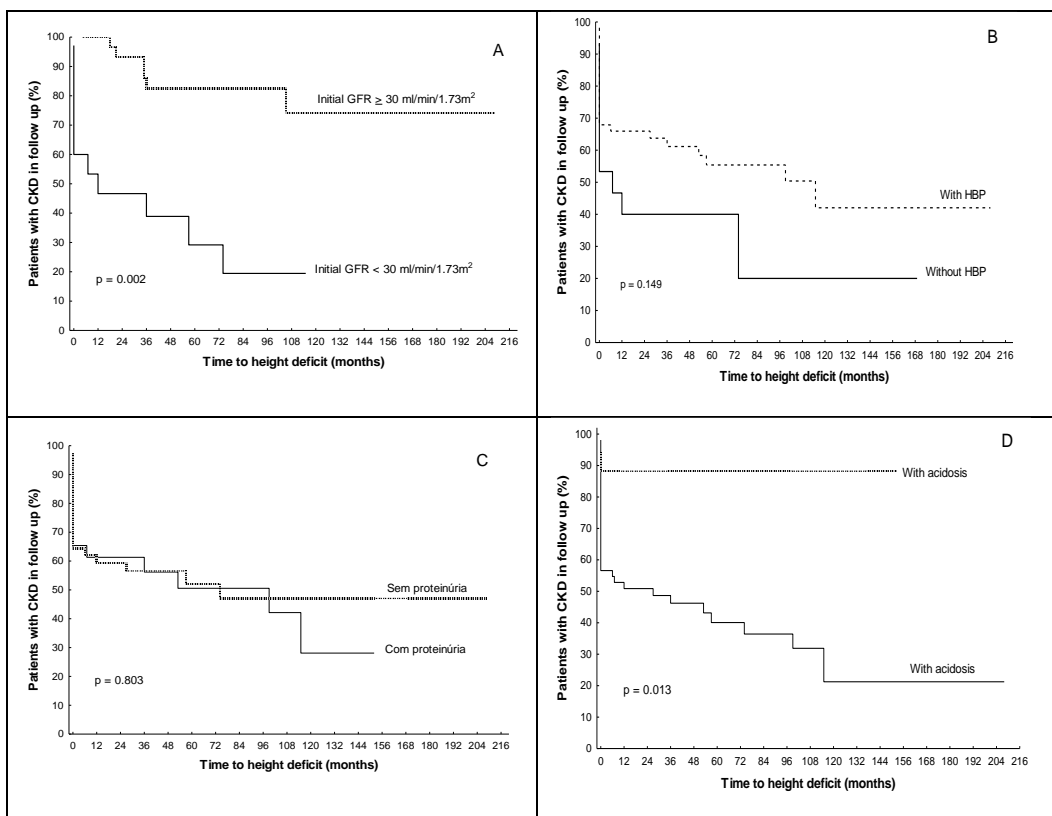 A
Patients with CKD in follow up (%)
100
90
80
70
60
50
40
30
20
10
0
Initial GFR ≥ 30 ml/min/1.73m²
Initial GFR < 30 ml/min/1.73m²
p = 0.002
0 12 24 36 48 60 72 84 96 108 120 132 144 156 168 180 192 204 216
Time to height deficit (months)
B
Patients with CKD in follow up (%)
100
90
80
70
60
50
40
30
20
10
0
With HBP
Without HBP
p = 0.149
0 12 24 36 48 60 72 84 96 108 120 132 144 156 168 180 192 204 216
Time to height deficit (months)
C
Patients with CKD in follow up (%)
100
90
80
70
60
50
40
30
20
10
0
Sem proteinúria
Com proteinúria
p = 0.803
0 12 24 36 48 60 72 84 96 108 120 132 144 156 168 180 192 204 216
Time to height deficit (months)
D
Patients with CKD in follow up (%)
100
90
80
70
60
50
40
30
20
10
0
With acidosis
With acidosis
p = 0.013
0 12 24 36 48 60 72 84 96 108 120 132 144 156 168 180 192 204 216
Time to height deficit (months)